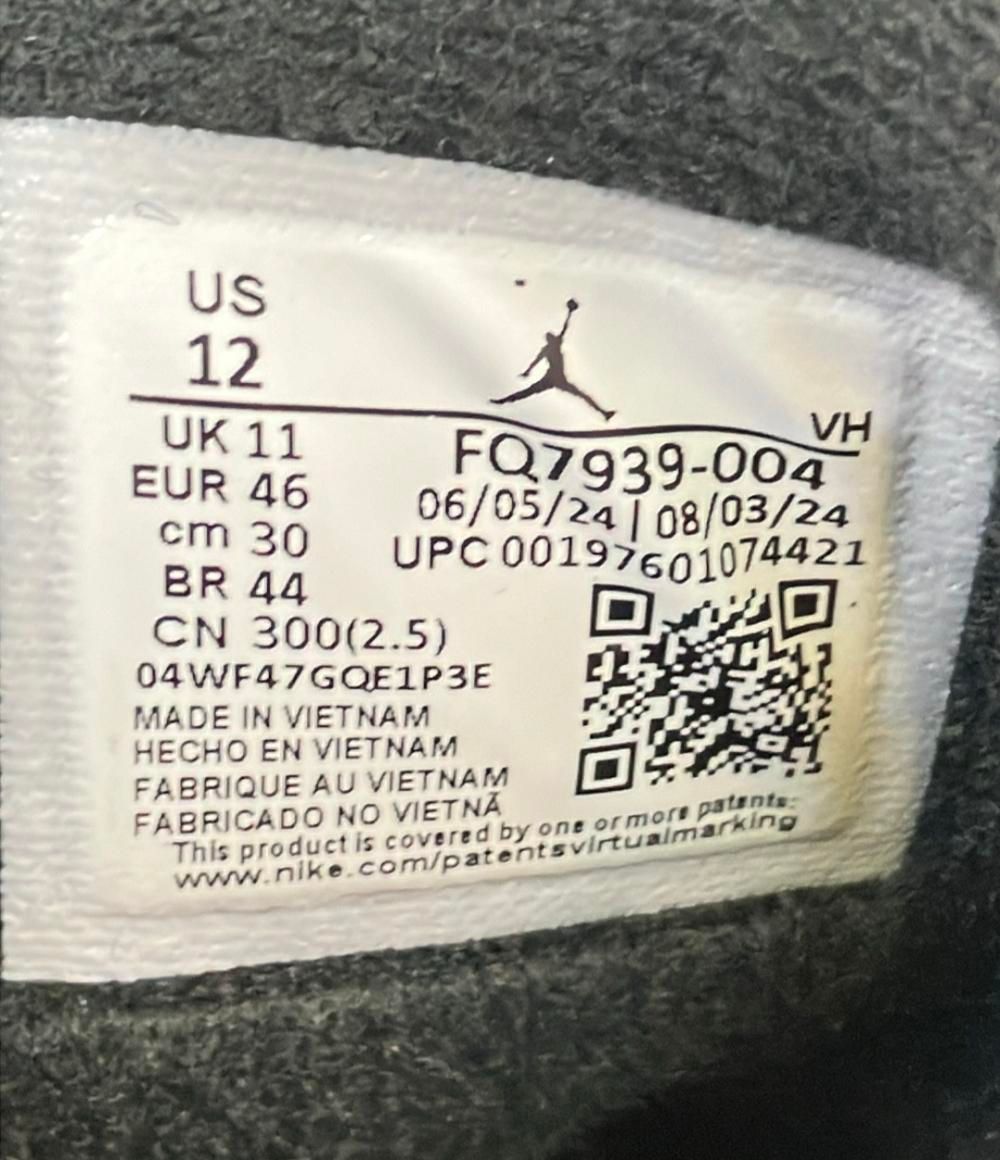 US
12
UK 11
EUR 46
cm 30
BR 44
CN 300(2.5)
VH
FQ7939-004
06/05/24 | 08/03/24
UPC 00197601074421
04WF47GQE1P3E
MADE IN VIETNAM
HECHO EN VIETNAM
FABRIQUE AU VIETNAM
FABRICADO NO VIETNÃ
This product is covered by one or more patents:
www.nike.com/patentsvirtualmarking